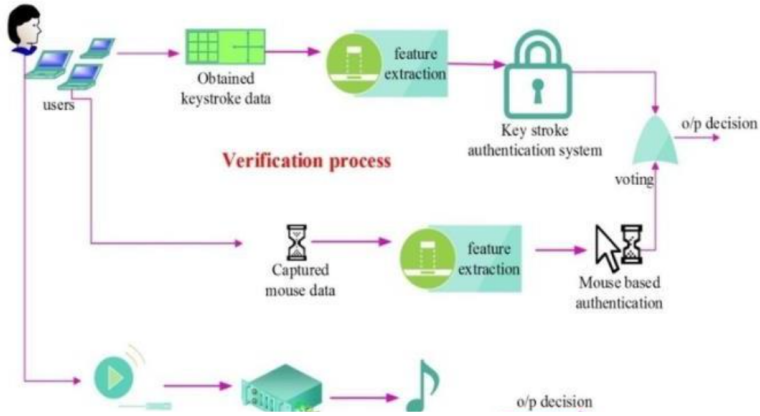 users
Obtained
keystroke data
feature
extraction
Key stroke
authentication system
o/p decision
voting
Verification process
Captured
mouse data
feature
extraction
Mouse based
authentication
o/p decision